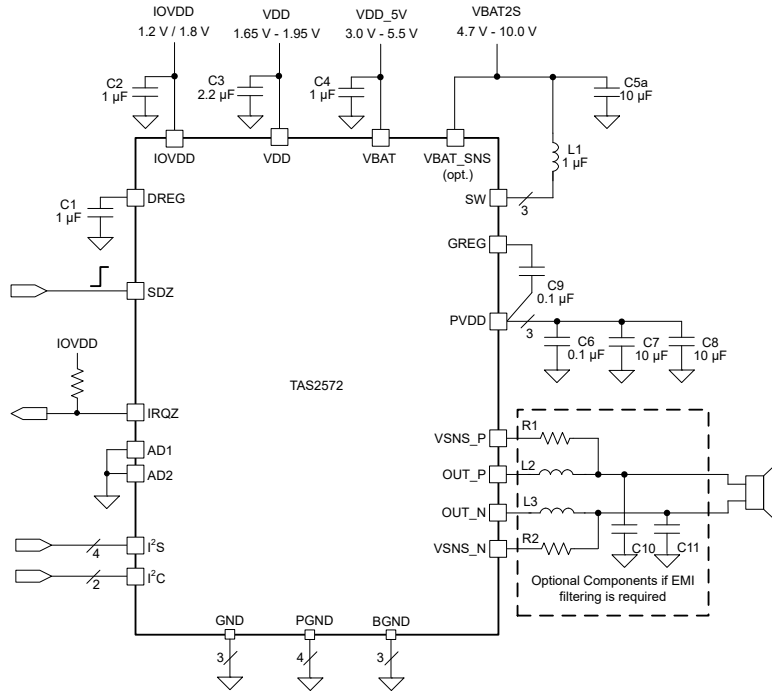 IOVDD
1.2 V / 1.8 V
VDD
1.65 V - 1.95 V
VDD_5V
3.0 V - 5.5 V
VBAT2S
4.7 V - 10.0 V
C2
1 µF
C3
2.2 µF
C4
1 µF
C5a
10 µF
L1
1 µF
IOVDD
VDD
VBAT
VBAT_SNS
(opt.)
C1
1 µF
DREG
SW
3
GREG
C9
0.1 µF
SDZ
PVDD
3
C6
0.1 µF
C7
10 µF
C8
10 µF
IOVDD
TAS2572
IRQZ
AD1
AD2
VSNS_P
R1
OUT_P
L2
OUT_N
L3
VSNS_N
R2
C10
C11
Optional Components if EMI
filtering is required
4
I²S
2
I²C
GND
PGND
BGND
3
4
3